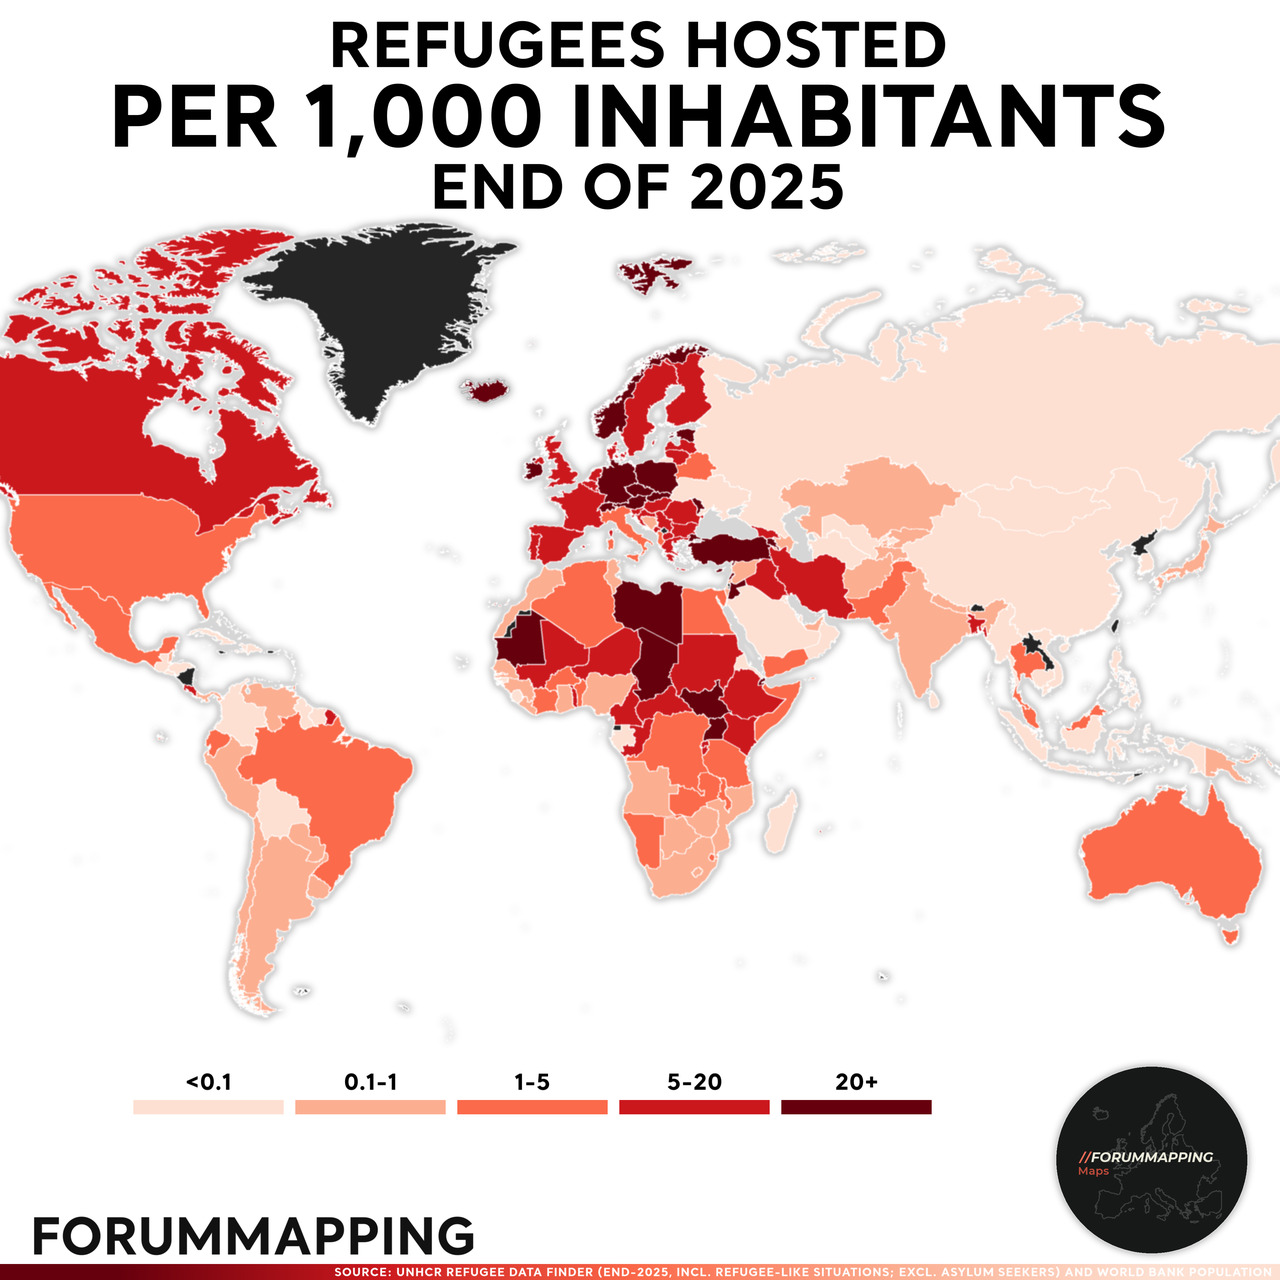 REFUGEES HOSTED
PER 1,000 INHABITANTS
END OF 2025
<0.1 0.1-1 1-5 5-20 20+
//FORUMMAPPING
Maps
FORUMMAPPING
SOURCE: UNHCR REFUGEE DATA FINDER (END-2025, INCL. REFUGEE-LIKE SITUATIONS; EXCL. ASYLUM SEEKERS) AND WORLD BANK POPULATION